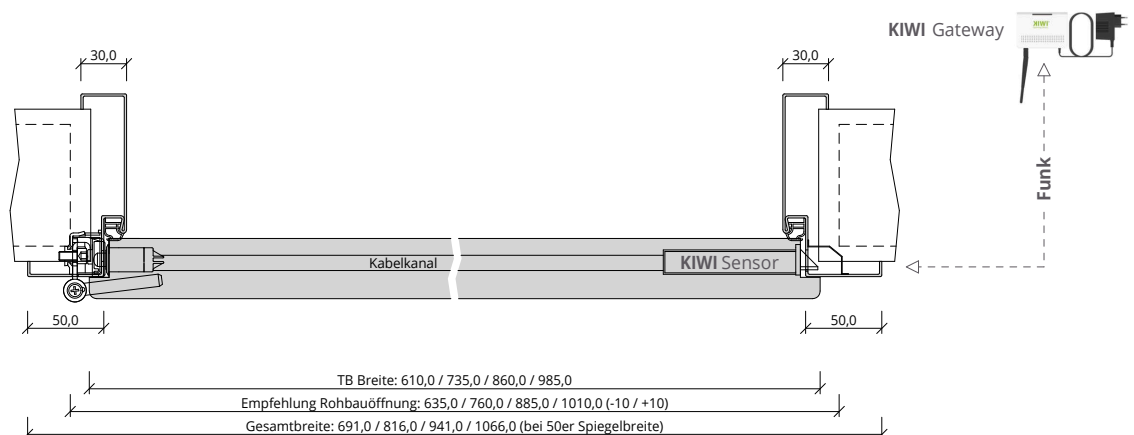 KIWI Gateway
KIWI
30,0
30,0
Funk
Kabelkanal
KIWI Sensor
50,0
50,0
TB Breite: 610,0 / 735,0 / 860,0 / 985,0
Empfehlung Rohbauöffnung: 635,0 / 760,0 / 885,0 / 1010,0 (-10 / +10)
Gesamtbreite: 691,0 / 816,0 / 941,0 / 1066,0 (bei 50er Spiegelbreite)